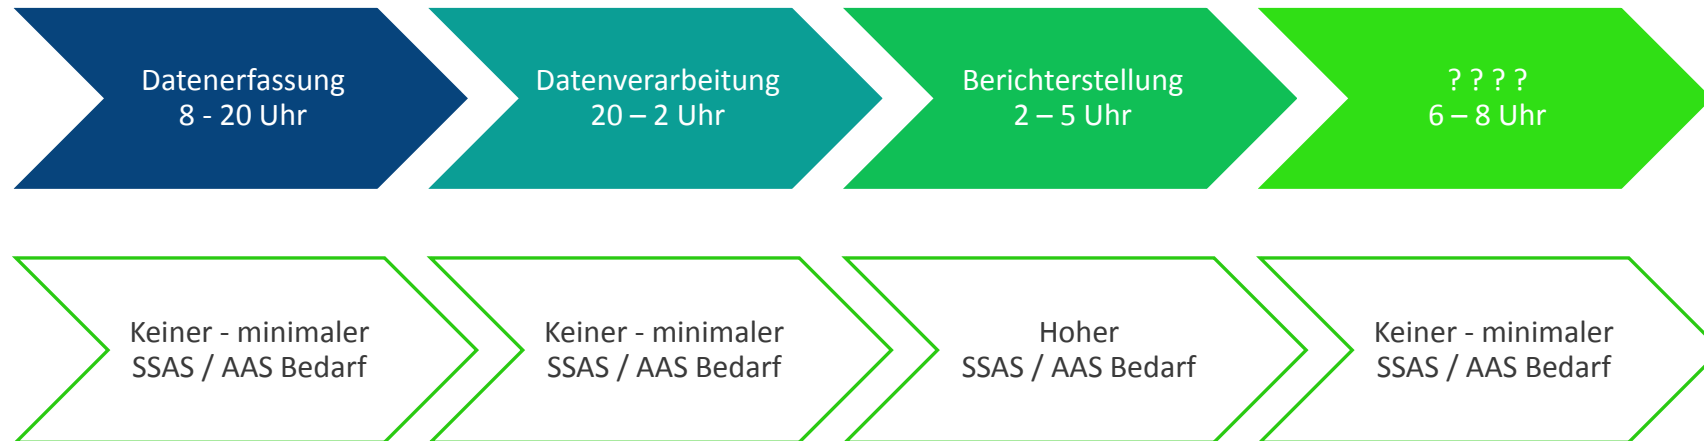 Datenerfassung
8 - 20 Uhr
Datenverarbeitung
20 – 2 Uhr
Berichterstellung
2 – 5 Uhr
? ? ? ?
6 – 8 Uhr
Keiner - minimaler
SSAS / AAS Bedarf
Keiner - minimaler
SSAS / AAS Bedarf
Hoher
SSAS / AAS Bedarf
Keiner - minimaler
SSAS / AAS Bedarf